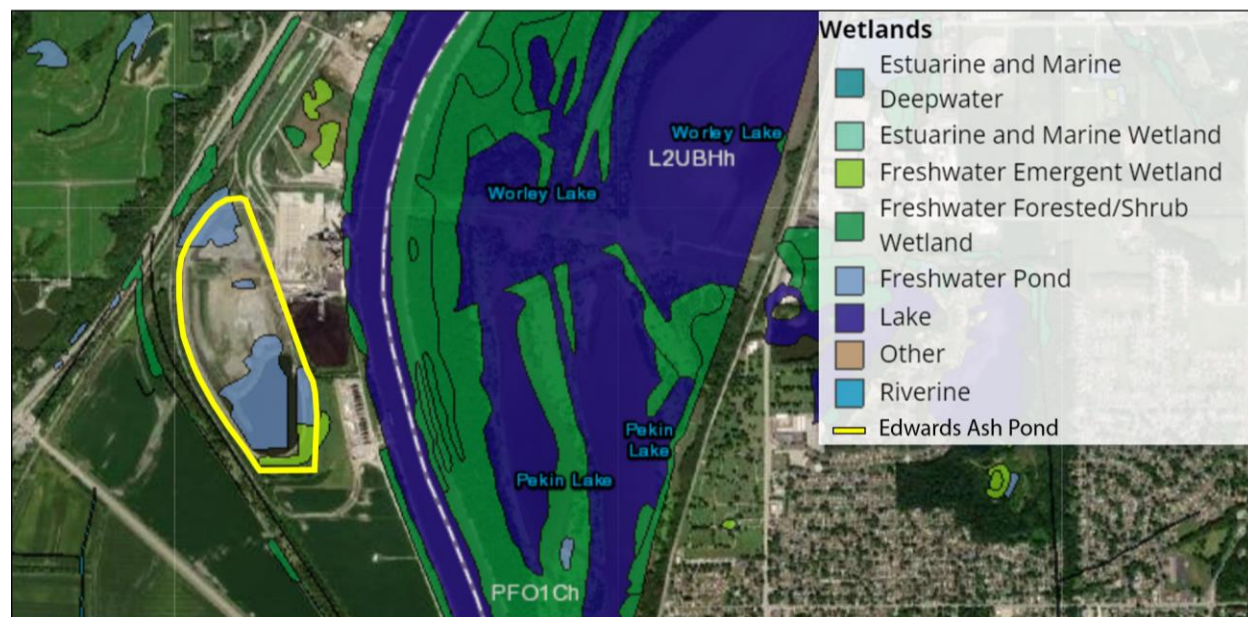 Wetlands
Estuarine and Marine
Deepwater
Estuarine and Marine Wetland
Freshwater Emergent Wetland
Freshwater Forested/Shrub
Wetland
Freshwater Pond
Lake
Other
Riverine
Edwards Ash Pond
Worley Lake
L2UBHh
Worley Lake
Pekin
Lake
Pekin Lake
PFO1Ch